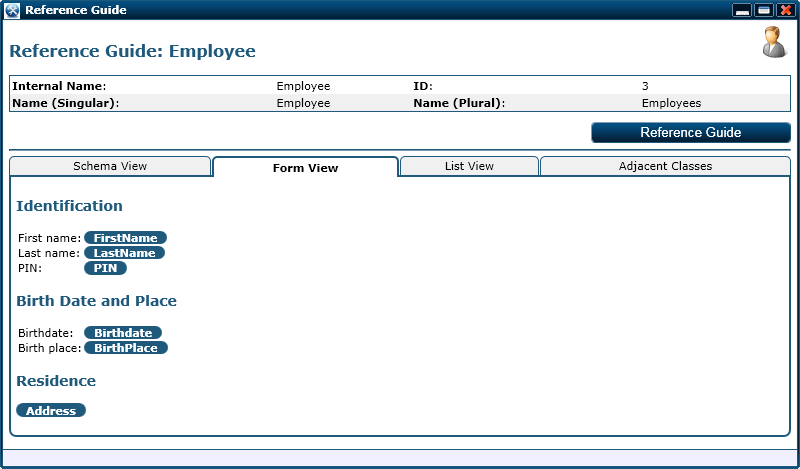 Reference Guide
Reference Guide: Employee
Internal Name: Employee ID: 3
Name (Singular): Employee Name (Plural): Employees
Reference Guide
Schema View Form View List View Adjacent Classes
Identification
First name: FirstName
Last name: LastName
PIN: PIN
Birth Date and Place
Birthdate: Birthdate
Birth place: BirthPlace
Residence
Address